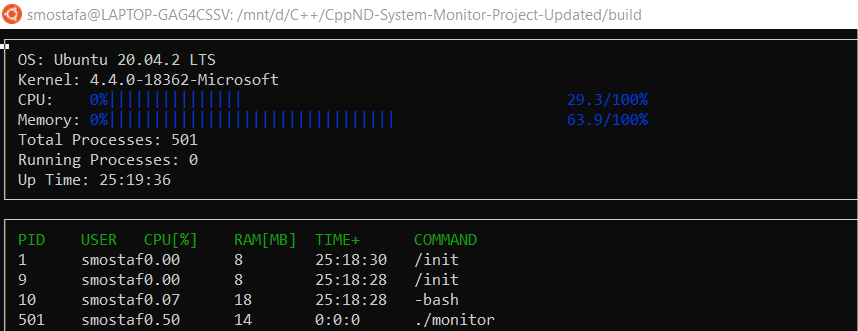 smostafa@LAPTOP-GAG4CSSV: /mnt/d/C++/CppND-System-Monitor-Project-Updated/build
OS: Ubuntu 20.04.2 LTS
Kernel: 4.4.0-18362-Microsoft
CPU: 0%||||||||||||||| 29.3/100%
Memory: 0%|||||||||||||||||||||||||||||||| 63.9/100%
Total Processes: 501
Running Processes: 0
Up Time: 25:19:36
PID USER CPU[%] RAM[MB] TIME+ COMMAND
1 smostaf0.00 8 25:18:30 /init
9 smostaf0.00 8 25:18:28 /init
10 smostaf0.07 18 25:18:28 -bash
501 smostaf0.50 14 0:0:0 ./monitor